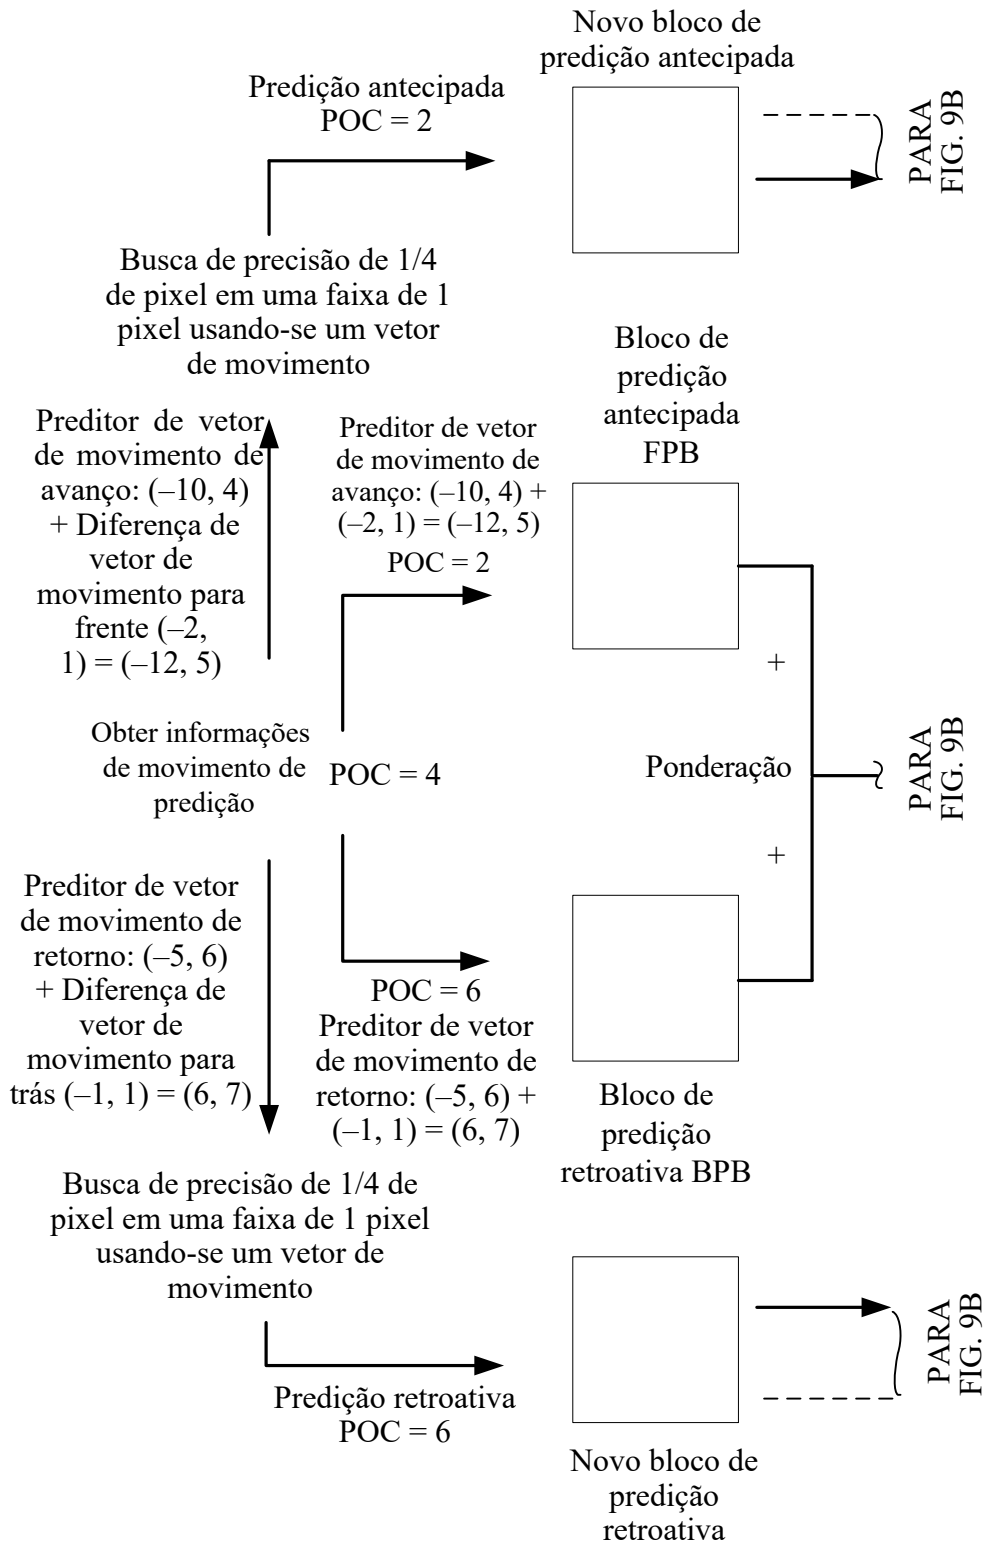 Novo bloco de
predição antecipada
Predição antecipada
POC = 2
PARA
FIG. 9B
Busca de precisão de 1/4
de pixel em uma faixa de 1
pixel usando-se um vetor
de movimento
Bloco de
predição
antecipada
FPB
Preditor de vetor
de movimento de
avanço: (–10, 4)
+ Diferença de
vetor de
movimento para
frente (–2,
1) = (–12, 5)
Preditor de vetor
de movimento de
avanço: (–10, 4) +
(–2, 1) = (–12, 5)
POC = 2
+
Obter informações
de movimento de
predição
POC = 4
Ponderação
PARA
FIG. 9B
+
Preditor de vetor
de movimento de
retorno: (–5, 6)
+ Diferença de
vetor de
movimento para
trás (–1, 1) = (6, 7)
POC = 6
Preditor de vetor
de movimento de
retorno: (–5, 6) +
(–1, 1) = (6, 7)
Bloco de
predição
retroativa BPB
Busca de precisão de 1/4 de
pixel em uma faixa de 1 pixel
usando-se um vetor de
movimento
PARA
FIG. 9B
Predição retroativa
POC = 6
Novo bloco de
predição
retroativa